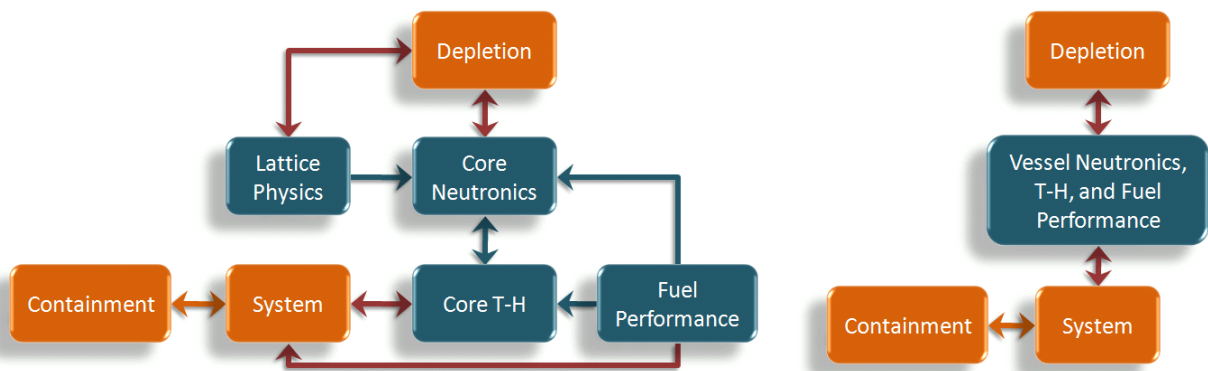 Depletion
Lattice
Physics
Core
Neutronics
Containment
System
Core T-H
Fuel
Performance
Depletion
Vessel Neutronics,
T-H, and Fuel
Performance
Containment
System